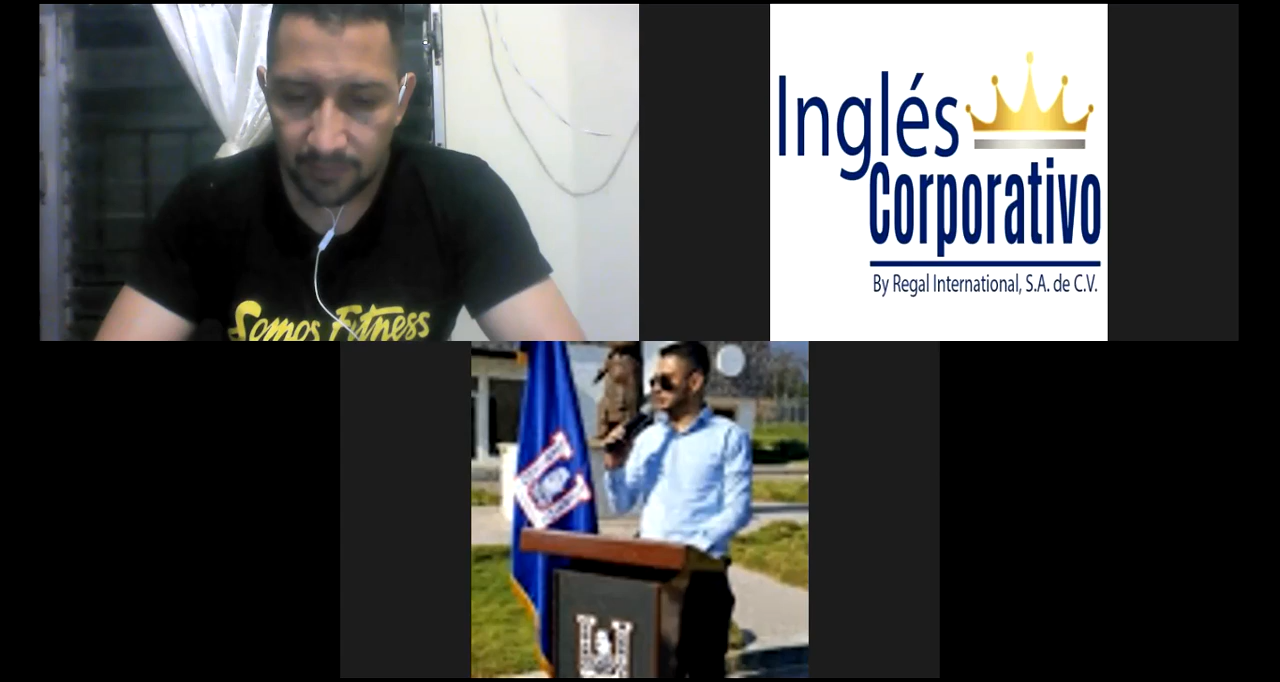 Somos Fitness
Inglés
Corporativo
By Regal International, S.A. de C.V.